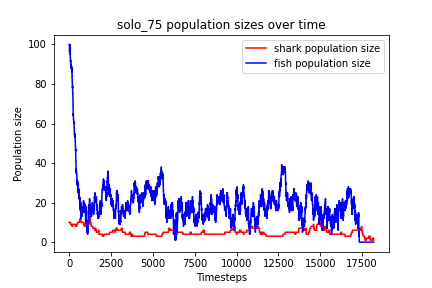 solo_75 population sizes over time
shark population size
fish population size
Population size
100
80
60
40
20
0
0 2500 5000 7500 10000 12500 15000 17500
Timesteps